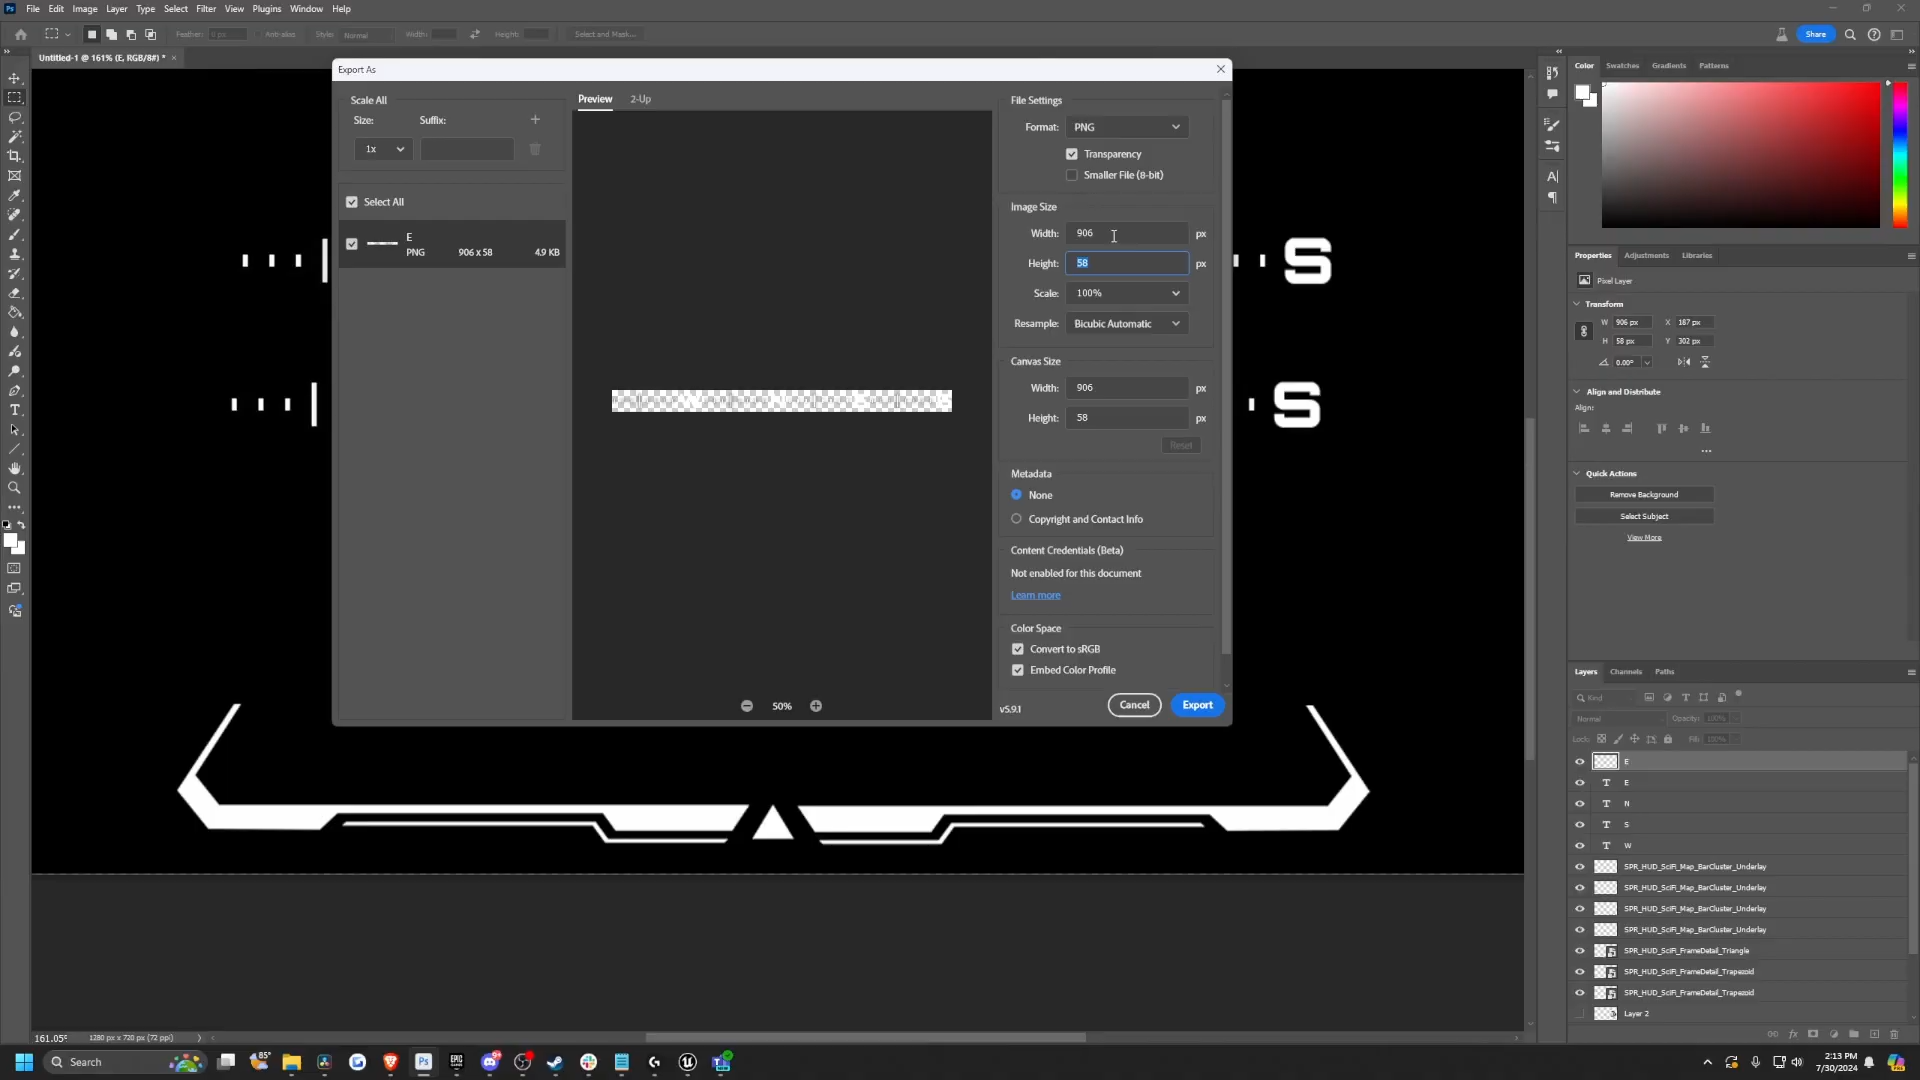 File Edit Image Layer Type Select Filter View Plugins Window Help
Feather: 0 px Anti-alias Style: Normal Width: Height: Select and Mask...
Share
Untitled-1 @ 161% (E, RGB/8#) *
Export As
Scale All
Size: Suffix:
1x
Select All
E
PNG 906 x 58 4.9 KB
Preview 2-Up
50%
File Settings
Format: PNG
Transparency
Smaller File (8-bit)
Image Size
Width: 906 px
Height: 58 px
Scale: 100%
Resample: Bicubic Automatic
Canvas Size
Width: 906 px
Height: 58 px
Reset
Metadata
None
Copyright and Contact Info
Content Credentials (Beta)
Not enabled for this document
Learn more
Color Space
Convert to sRGB
Embed Color Profile
v5.9.1
Cancel Export
S
S
Color Swatches Gradients Patterns
Properties Adjustments Libraries
Pixel Layer
Transform
W 906 px X 187 px
H 58 px Y 302 px
0.00°
Align and Distribute
Align:
Quick Actions
Remove Background
Select Subject
View More
Layers Channels Paths
Kind
Normal Opacity: 100%
Lock: Fill: 100%
E
E
N
S
W
SPR_HUD_SciFi_Map_BarCluster_Underlay
SPR_HUD_SciFi_Map_BarCluster_Underlay
SPR_HUD_SciFi_Map_BarCluster_Underlay
SPR_HUD_SciFi_Map_BarCluster_Underlay
SPR_HUD_SciFi_FrameDetail_Triangle
SPR_HUD_SciFi_FrameDetail_Trapezoid
SPR_HUD_SciFi_FrameDetail_Trapezoid
Layer 2
161.05% 1280 px x 720 px (72 ppi)
Search
85°
2:13 PM
7/30/2024